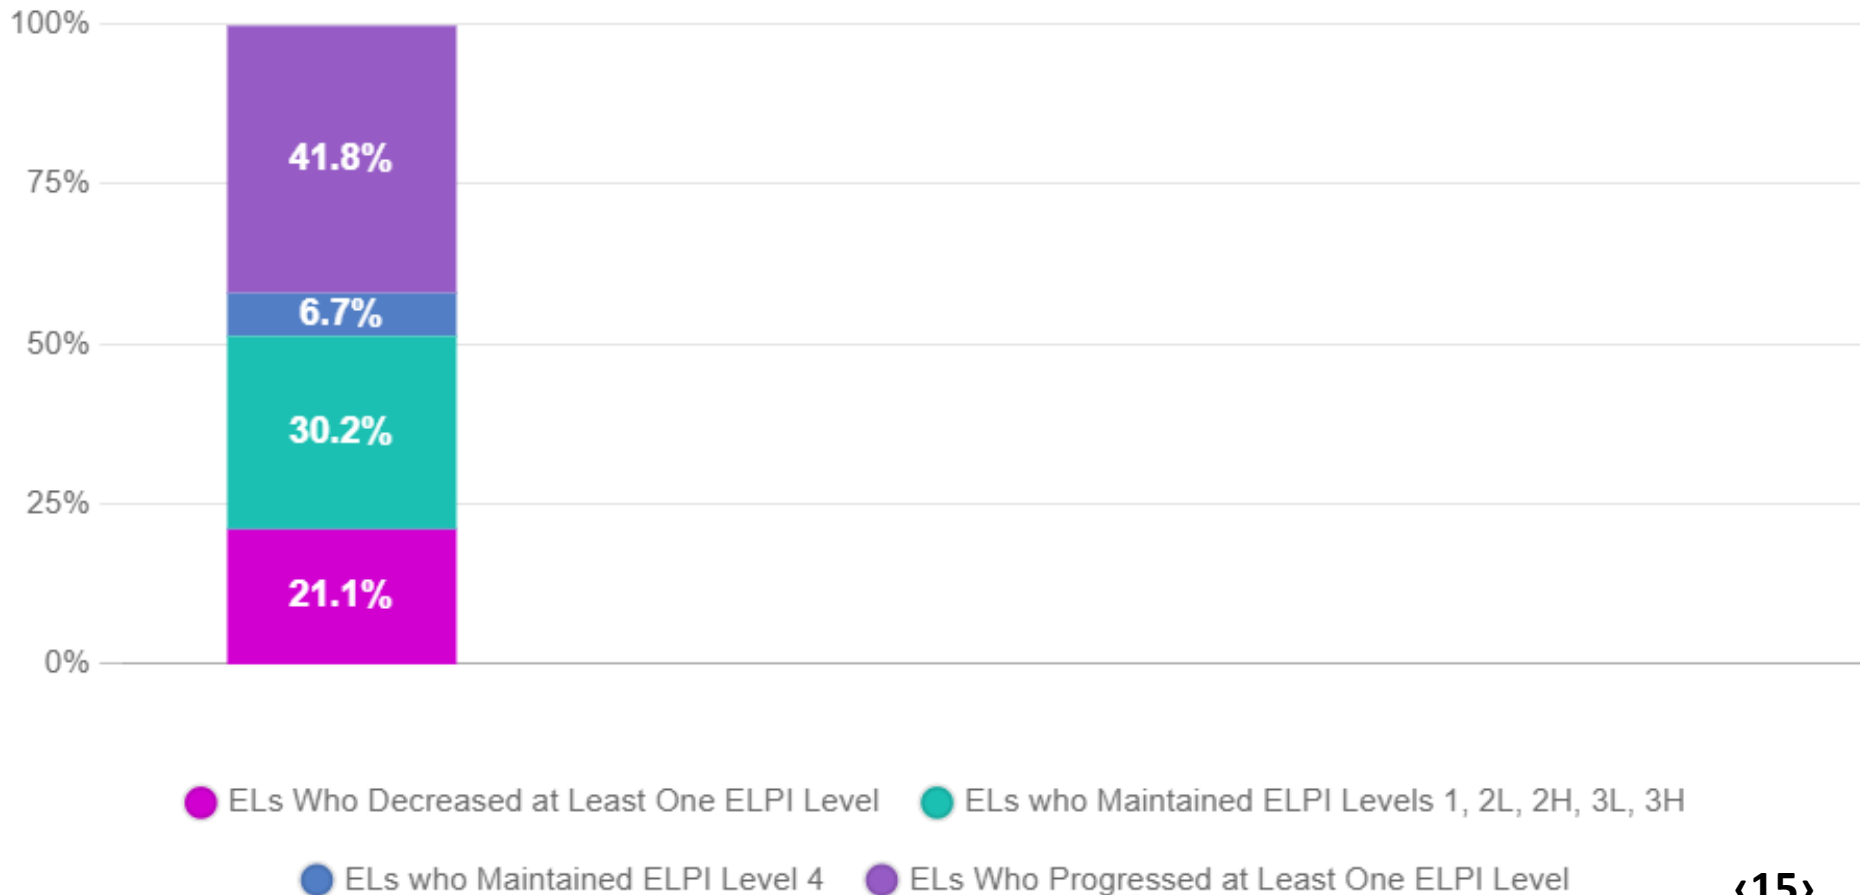 100%
41.8%
75%
6.7%
50%
30.2%
25%
21.1%
0%
ELs Who Decreased at Least One ELPI Level
ELs who Maintained ELPI Levels 1, 2L, 2H, 3L, 3H
ELs who Maintained ELPI Level 4
ELs Who Progressed at Least One ELPI Level
‹15›